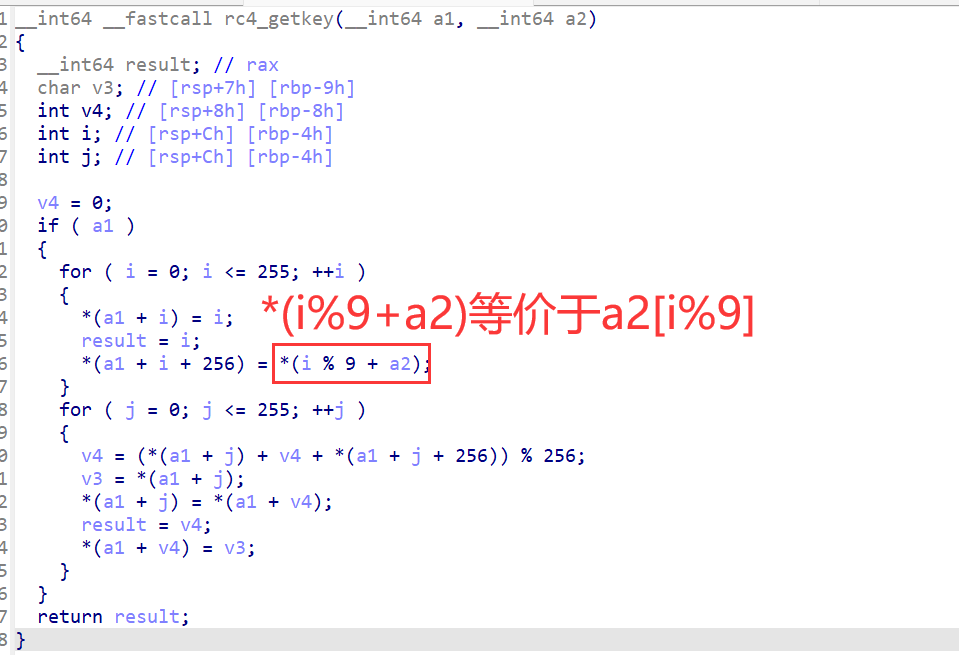 1 __int64 __fastcall rc4_getkey(__int64 a1, __int64 a2)
2 {
3 __int64 result; // rax
4 char v3; // [rsp+7h] [rbp-9h]
5 int v4; // [rsp+8h] [rbp-8h]
6 int i; // [rsp+Ch] [rbp-4h]
7 int j; // [rsp+Ch] [rbp-4h]
8
9 v4 = 0;
0 if ( a1 )
1 {
2 for ( i = 0; i <= 255; ++i )
3 {
*(i%9+a2)等价于a2[i%9]
4 *(a1 + i) = i;
5 result = i;
6 *(a1 + i + 256) = *(i % 9 + a2);
7 }
8 for ( j = 0; j <= 255; ++j )
9 {
0 v4 = (*(a1 + j) + v4 + *(a1 + j + 256)) % 256;
1 v3 = *(a1 + j);
2 *(a1 + j) = *(a1 + v4);
3 result = v4;
4 *(a1 + v4) = v3;
5 }
6 }
7 return result;
8 }